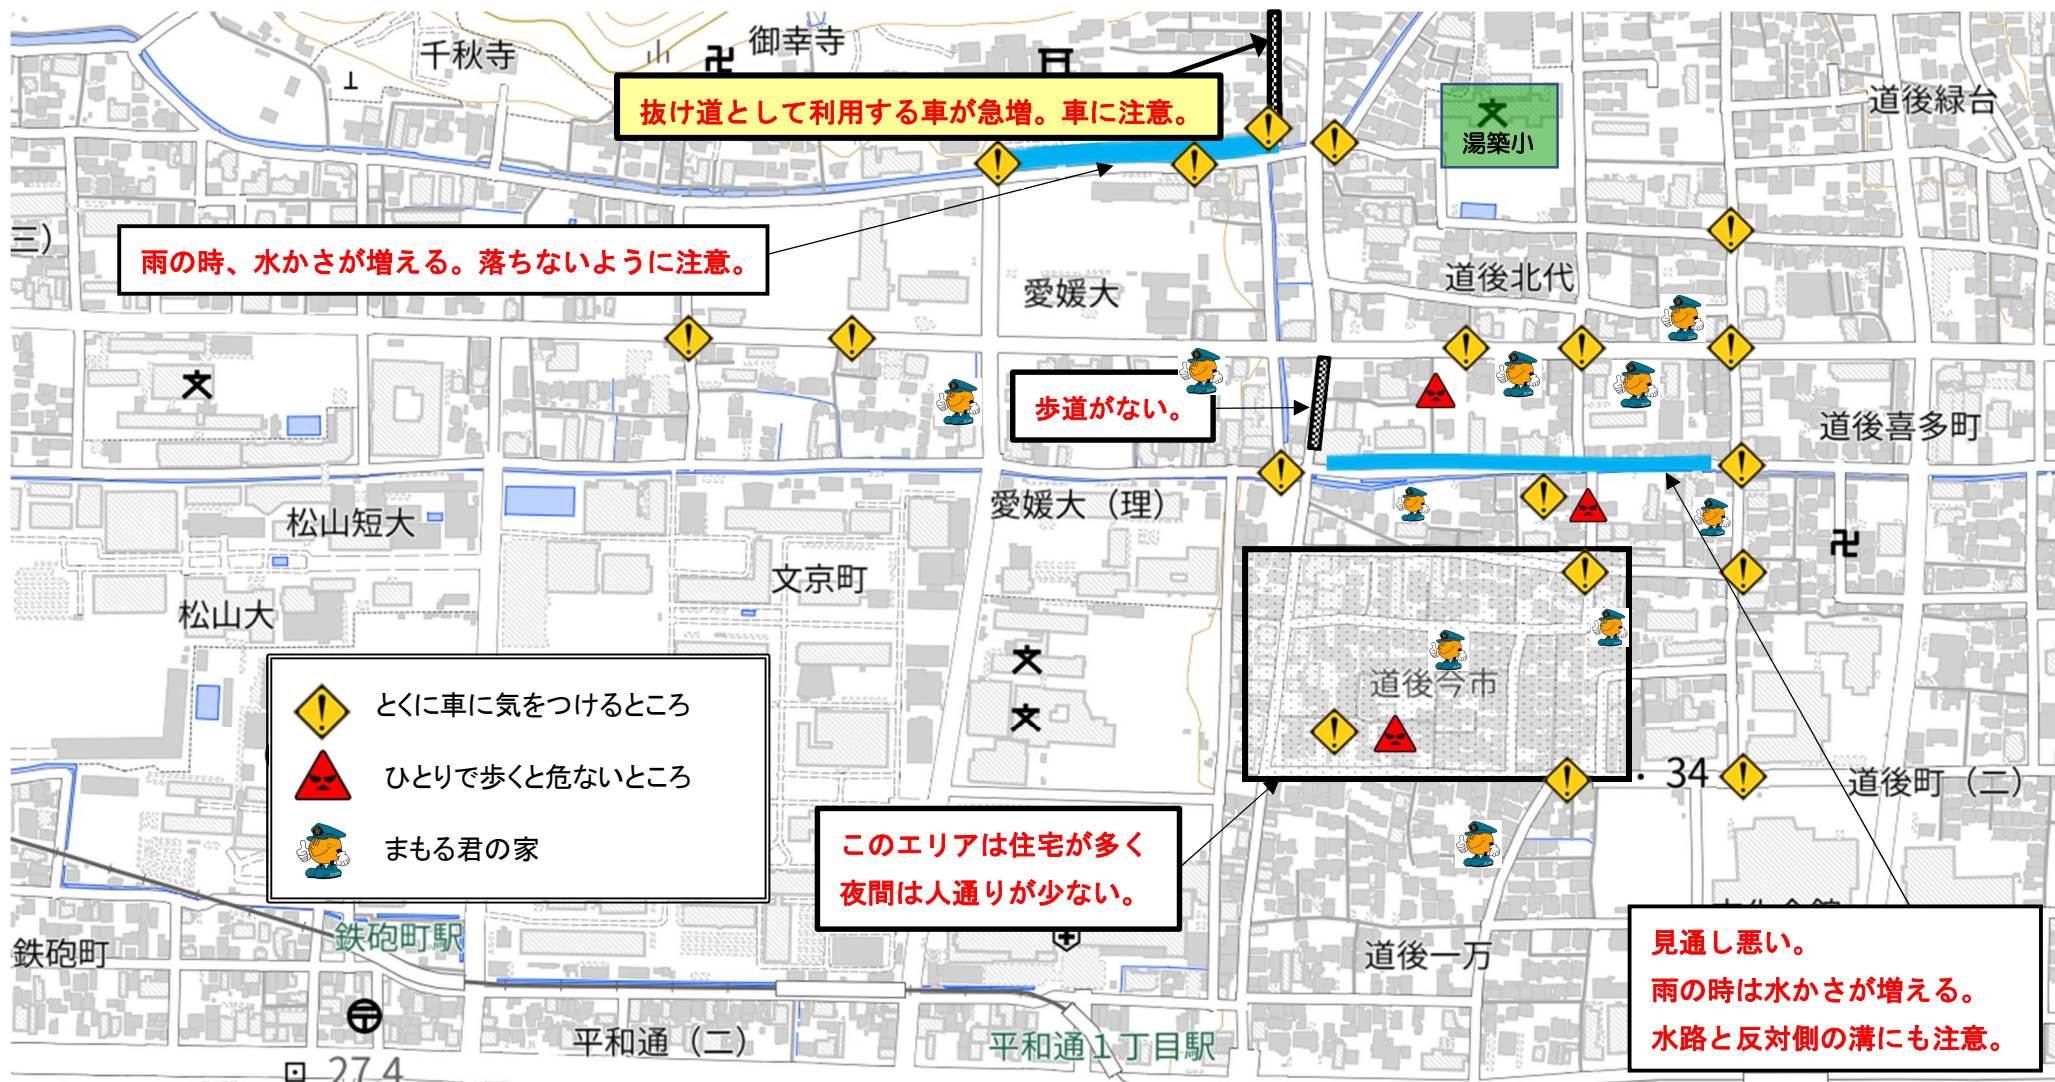 千秋寺
御幸寺
抜け道として利用する車が急増。車に注意。
道後緑台
湯築小
三)
雨の時、水かさが増える。落ちないように注意。
愛媛大
道後北代
歩道がない。
道後喜多町
松山短大
愛媛大（理）
文京町
松山大
道後今市
とくに車に気をつけるところ
ひとりで歩くと危ないところ
まもる君の家
・34
道後町（二）
このエリアは住宅が多く
夜間は人通りが少ない。
鉄砲町駅
鉄砲町
道後一万
見通し悪い。
雨の時は水かさが増える。
水路と反対側の溝にも注意。
平和通（二）
平和通１丁目駅
27.4